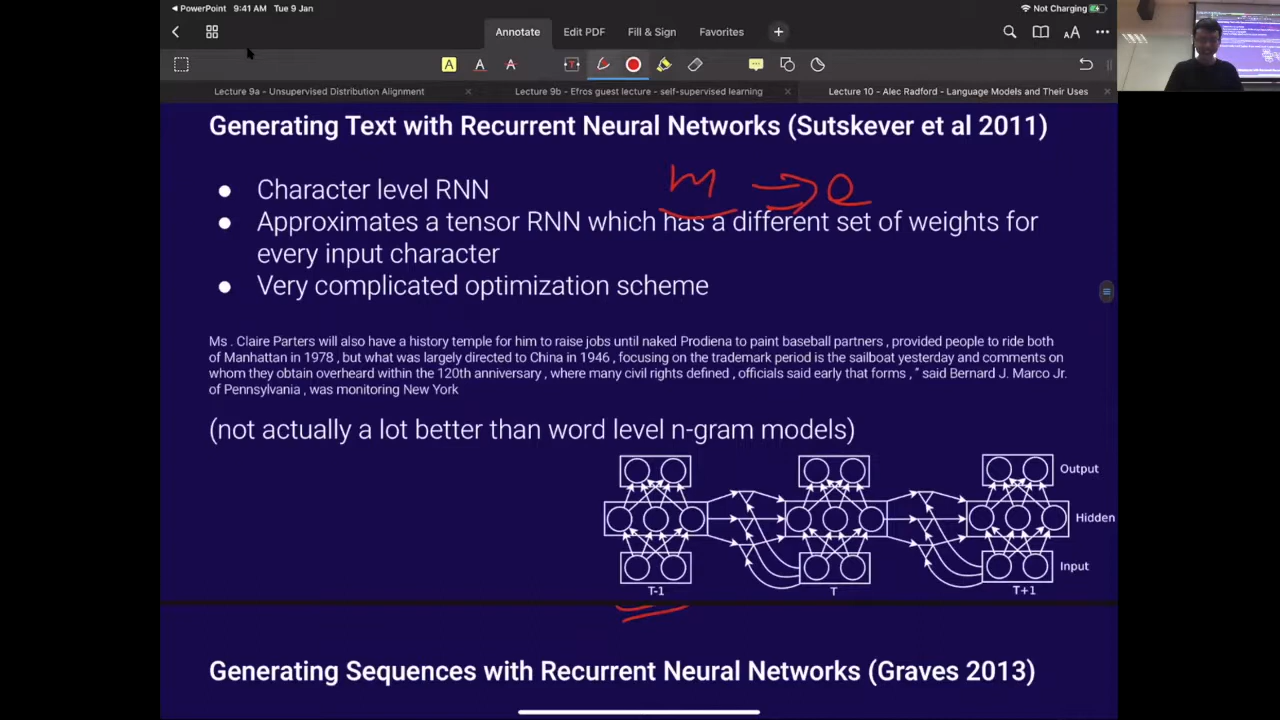 PowerPoint 9:41 AM Tue 9 Jan Not Charging
Annotate Edit PDF Fill & Sign Favorites
Lecture 9a - Unsupervised Distribution Alignment Lecture 9b - Efros guest lecture - self-supervised learning Lecture 10 - Alec Radford - Language Models and Their Uses
Generating Text with Recurrent Neural Networks (Sutskever et al 2011)
m → e
● Character level RNN
● Approximates a tensor RNN which has a different set of weights for
every input character
● Very complicated optimization scheme
Ms . Claire Parters will also have a history temple for him to raise jobs until naked Prodiena to paint baseball partners , provided people to ride both
of Manhattan in 1978 , but what was largely directed to China in 1946 , focusing on the trademark period is the sailboat yesterday and comments on
whom they obtain overheard within the 120th anniversary , where many civil rights defined , officials said early that forms , " said Bernard J. Marco Jr.
of Pennsylvania , was monitoring New York
(not actually a lot better than word level n-gram models)
Output
Hidden
Input
T-1 T T+1
Generating Sequences with Recurrent Neural Networks (Graves 2013)